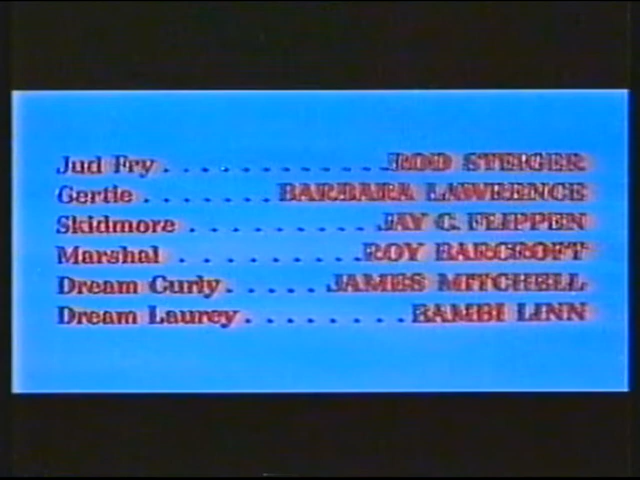 Jud Fry . . . . . . . . . . . . . ROD STEIGER
Gertie . . . . . . . BARBARA LAWRENCE
Skidmore . . . . . . . . . . JAY C. FLIPPEN
Marshal . . . . . . . . . . ROY BARCROFT
Dream Curly . . . . . JAMES MITCHELL
Dream Laurey . . . . . . . . BAMBI LINN